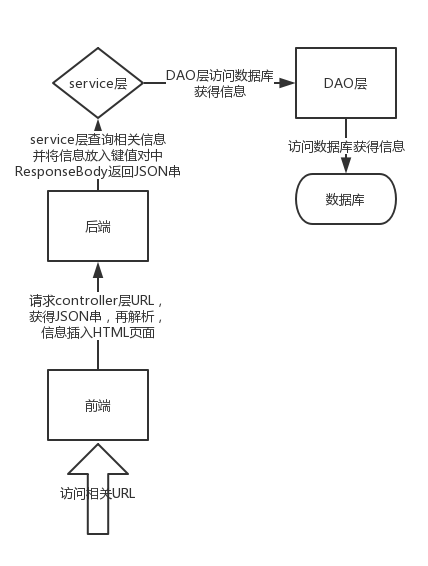 service层
DAO层访问数据库
获得信息
DAO层
service层查询相关信息
并将信息放入键值对中
ResponseBody返回JSON串
访问数据库获得信息
数据库
后端
请求controller层URL，
获得JSON串，再解析，
信息插入HTML页面
前端
访问相关URL